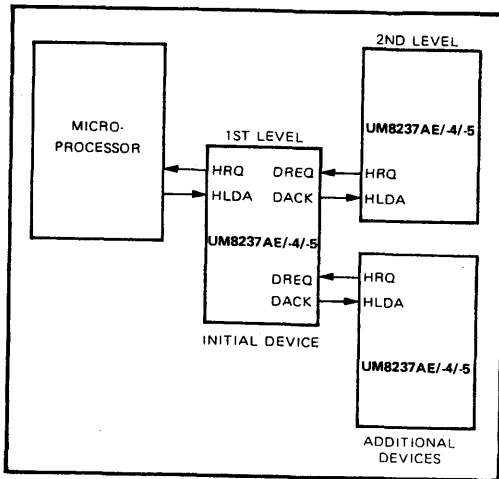 MICRO-
PROCESSOR
1ST LEVEL
HRQ DREQ
HLDA DACK
UM8237AE/-4/-5
DREQ
DACK
INITIAL DEVICE
2ND LEVEL
UM8237AE/-4/-5
HRQ
HLDA
HRQ
HLDA
UM8237AE/-4/-5
ADDITIONAL
DEVICES